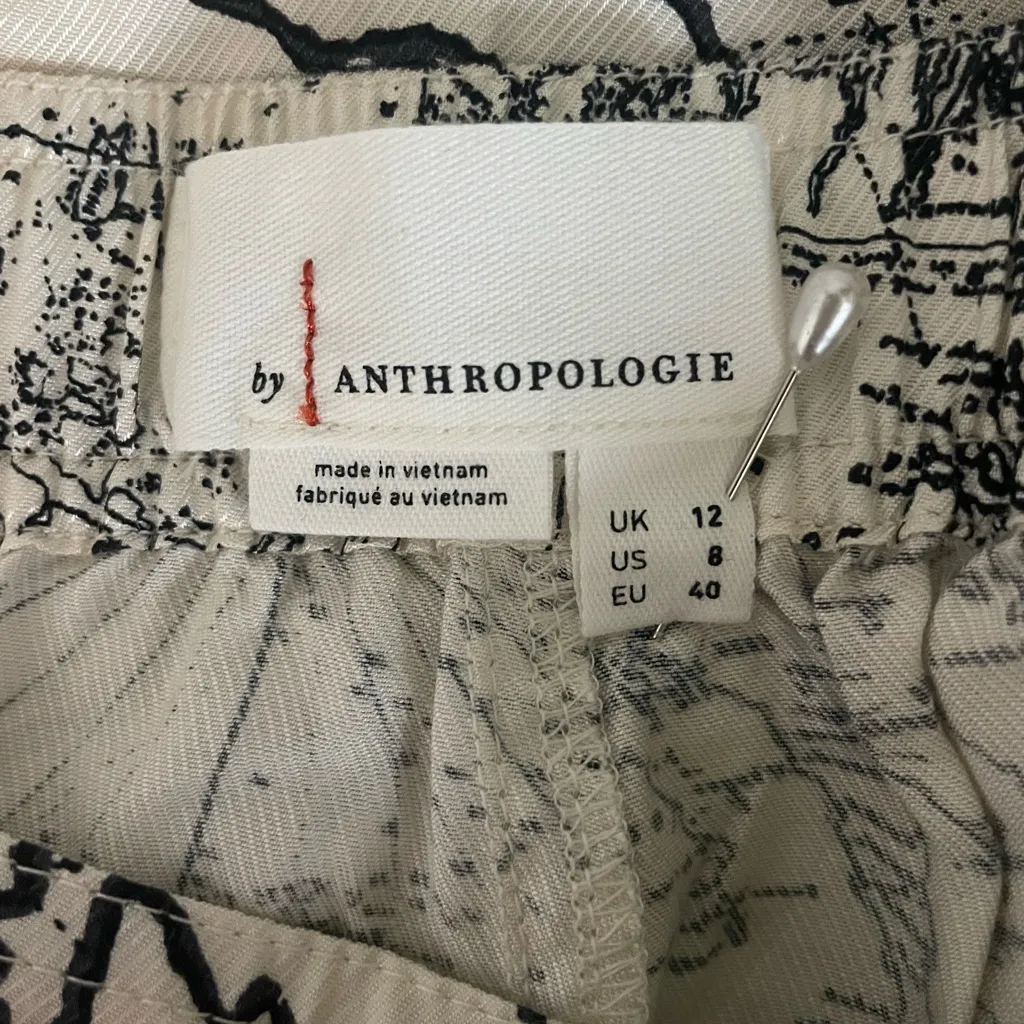 by ANTHROPOLOGIE
made in vietnam
fabriqué au vietnam
UK 12
US 8
EU 40